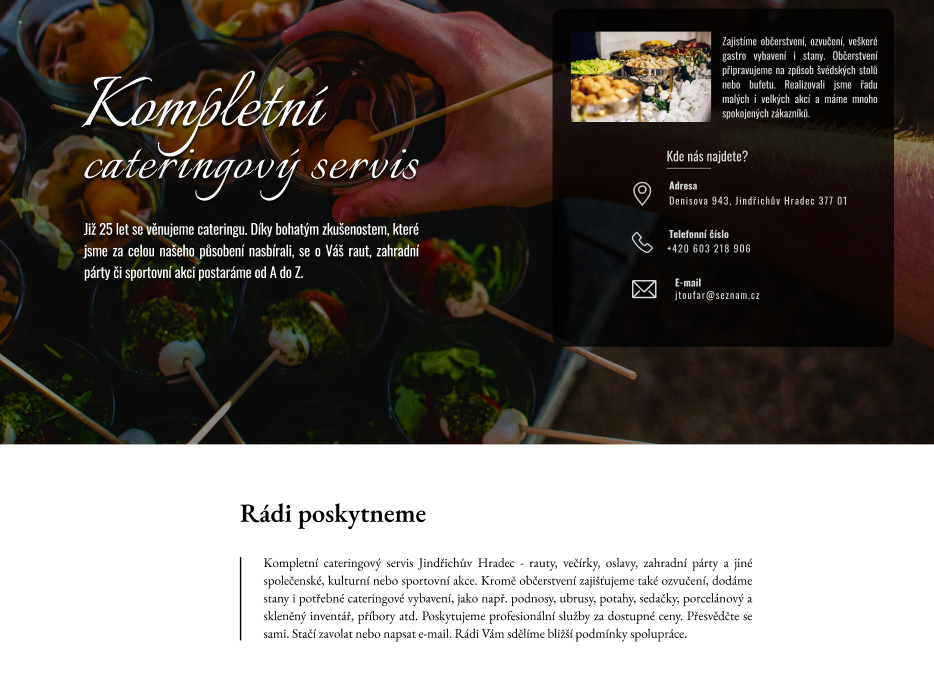 Kompletní
cateringový servis
Již 25 let se věnujeme cateringu. Díky bohatým zkušenostem, které
jsme za celou našeho působení nasbírali, se o Váš raut, zahradní
párty či sportovní akci postaráme od A do Z.
Zajistíme občerstvení, ozvučení, veškeré
gastro vybavení i stany. Občerstvení
připravujeme na způsob švédských stolů
nebo bufetu. Realizovali jsme řadu
malých i velkých akcí a máme mnoho
spokojených zákazníků.
Kde nás najdete?
Adresa
Denisova 943, Jindřichův Hradec 377 01
Telefonní číslo
+420 603 218 906
E-mail
jtoufar@seznam.cz
Rádi poskytneme
Kompletní cateringový servis Jindřichův Hradec - rauty, večírky, oslavy, zahradní párty a jiné
společenské, kulturní nebo sportovní akce. Kromě občerstvení zajišťujeme také ozvučení, dodáme
stany i potřebné cateringové vybavení, jako např. podnosy, ubrusy, potahy, sedačky, porcelánový a
skleněný inventář, příbory atd. Poskytujeme profesionální služby za dostupné ceny. Přesvědčte se
sami. Stačí zavolat nebo napsat e-mail. Rádi Vám sdělíme bližší podmínky spolupráce.